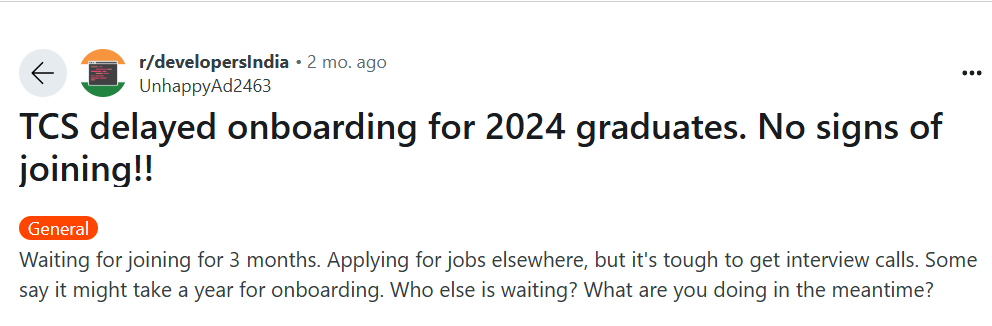 r/developersIndia • 2 mo. ago
UnhappyAd2463
TCS delayed onboarding for 2024 graduates. No signs of
joining!!
General
Waiting for joining for 3 months. Applying for jobs elsewhere, but it's tough to get interview calls. Some
say it might take a year for onboarding. Who else is waiting? What are you doing in the meantime?